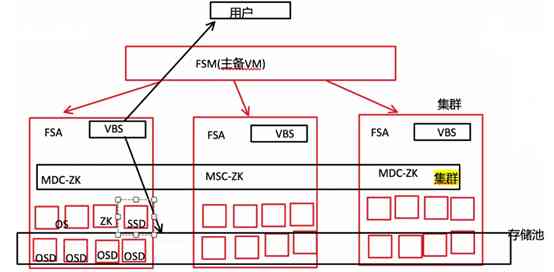 用户
FSM(主备VM)
集群
FSA VBS
FSA VBS
FSA VBS
MDC-ZK
MSC-ZK
MDC-ZK 集群
OS ZK SSD
存储池
OSD OSD OSD OSD